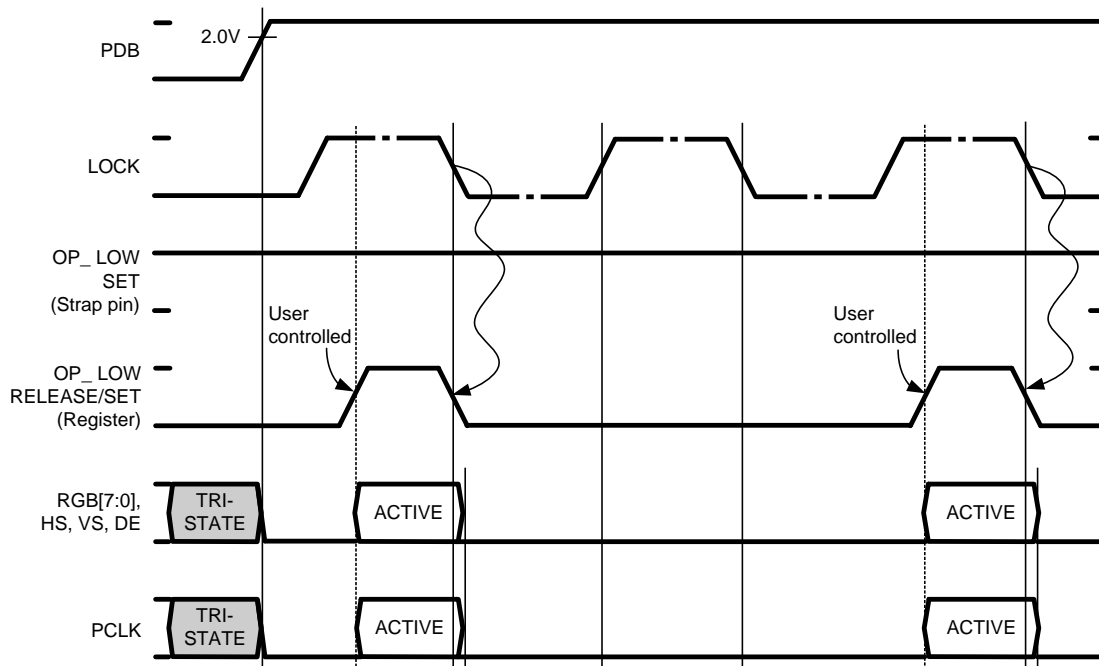 2.0V
PDB
LOCK
OP_ LOW
SET
(Strap pin)
User
controlled
User
controlled
OP_ LOW
RELEASE/SET
(Register)
RGB[7:0],
HS, VS, DE
TRI-
STATE
ACTIVE
ACTIVE
PCLK
TRI-
STATE
ACTIVE
ACTIVE